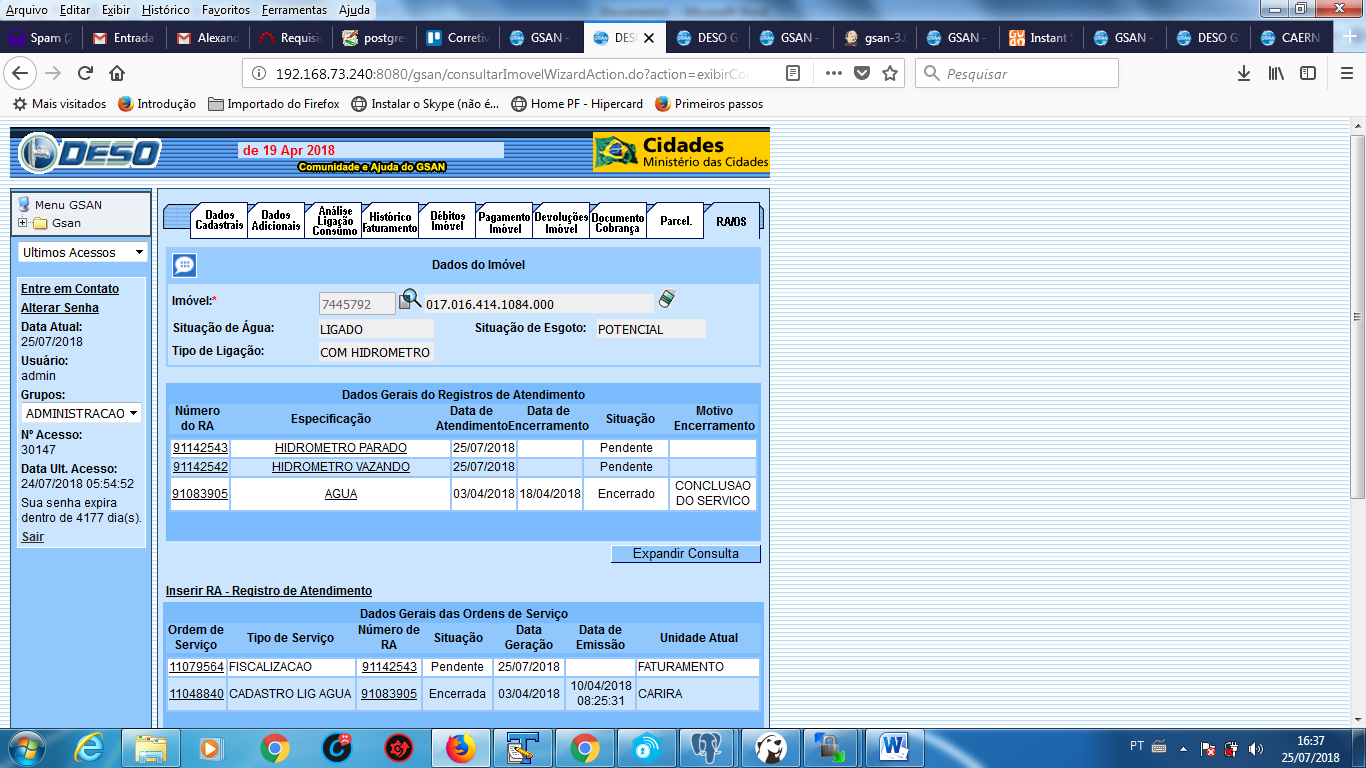 Arquivo Editar Exibir Histórico Favoritos Ferramentas Ajuda
Spam (2 Entrada Alexand Requisi postgre Corretiv GSAN - DESO DESO G GSAN - gsan-3. GSAN - Instant S GSAN - DESO GS CAERN
192.168.73.240:8080/gsan/consultarImovelWizardAction.do?action=exibirCo
Pesquisar
Mais visitados Introdução Importado do Firefox Instalar o Skype (não é... Home PF - Hipercard Primeiros passos
DESO
de 19 Apr 2018
Comunidade e Ajuda do GSAN
Cidades
Ministério das Cidades
Menu GSAN
Gsan
Ultimos Acessos
Entre em Contato
Alterar Senha
Data Atual:
25/07/2018
Usuário:
admin
Grupos:
ADMINISTRACAO
N° Acesso:
30147
Data Ult. Acesso:
24/07/2018 05:54:52
Sua senha expira
dentro de 4177 dia(s).
Sair
Dados Cadastrais
Dados Adicionais
Análise Ligação Consumo
Histórico Faturamento
Débitos Imóvel
Pagamento Imóvel
Devoluções Imóvel
Documento Cobrança
Parcel.
RA/OS
Dados do Imóvel
Imóvel:* 7445792 017.016.414.1084.000
Situação de Água: LIGADO Situação de Esgoto: POTENCIAL
Tipo de Ligação: COM HIDROMETRO
Dados Gerais do Registros de Atendimento
Número do RA Especificação Data de Atendimento Data de Encerramento Situação Motivo Encerramento
91142543 HIDROMETRO PARADO 25/07/2018 Pendente
91142542 HIDROMETRO VAZANDO 25/07/2018 Pendente
91083905 AGUA 03/04/2018 18/04/2018 Encerrado CONCLUSAO DO SERVICO
Expandir Consulta
Inserir RA - Registro de Atendimento
Dados Gerais das Ordens de Serviço
Ordem de Serviço Tipo de Serviço Número de RA Situação Data Geração Data de Emissão Unidade Atual
11079564 FISCALIZACAO 91142543 Pendente 25/07/2018 FATURAMENTO
11048840 CADASTRO LIG AGUA 91083905 Encerrada 03/04/2018 10/04/2018 08:25:31 CARIRA
PT 16:37
25/07/2018